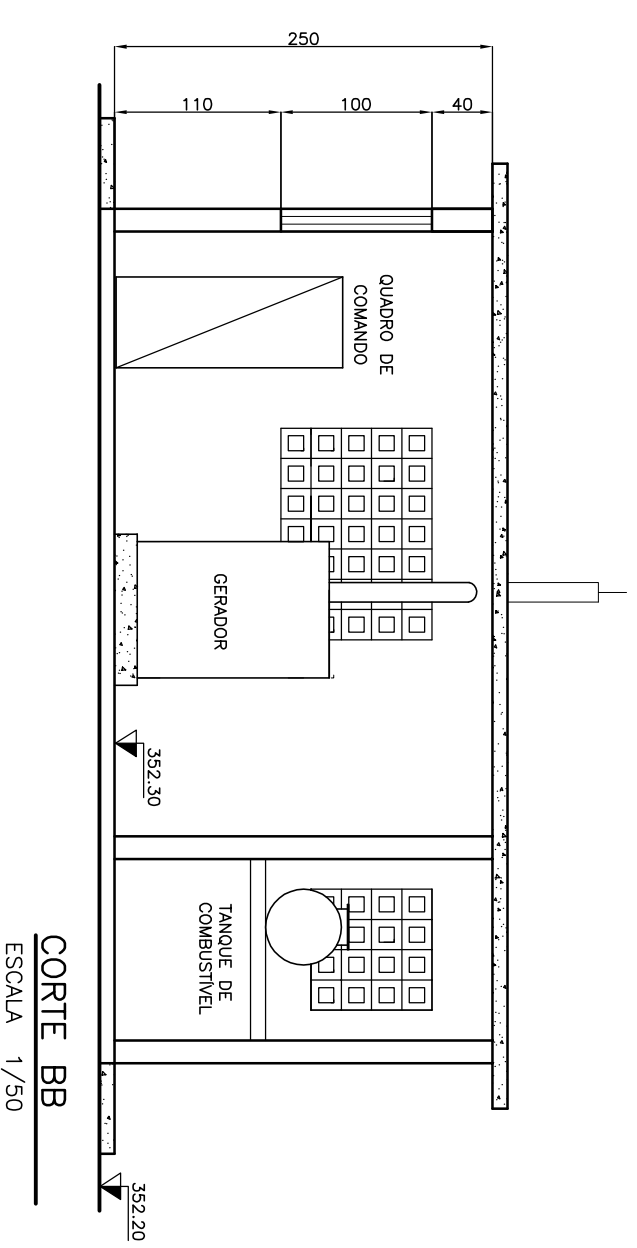 250
110
100
40
QUADRO DE
COMANDO
GERADOR
352.30
TANQUE DE
COMBUSTÍVEL
352.20
CORTE BB
ESCALA 1/50